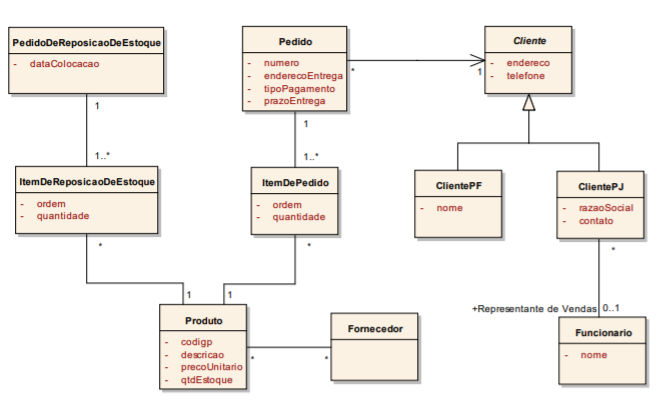 PedidoDeReposicaoDeEstoque
- dataColocacao
1
1..*
ItemDeReposicaoDeEstoque
- ordem
- quantidade
*
1
Pedido
- numero
- enderecoEntrega
- tipoPagamento
- prazoEntrega
*
1
1
1..*
ItemDePedido
- ordem
- quantidade
*
1
Cliente
- endereco
- telefone
ClientePF
- nome
ClientePJ
- razaoSocial
- contato
*
+Representante de Vendas 0..1
Funcionario
- nome
Produto
- codigp
- descricao
- precoUnitario
- qtdEstoque
*
*
Fornecedor